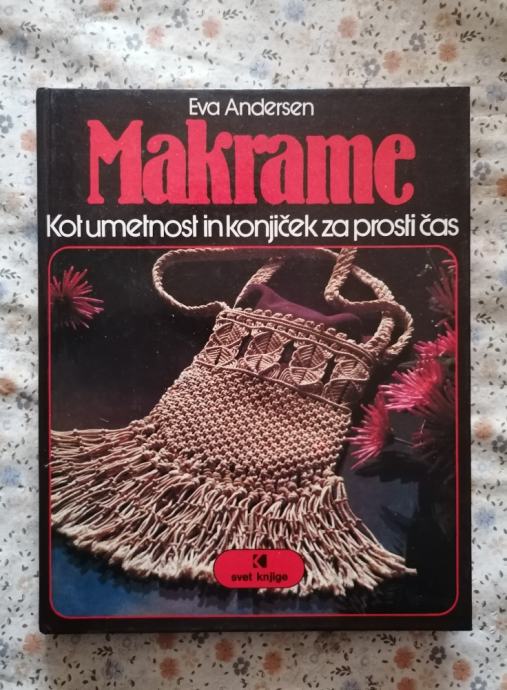 Eva Andersen
Makrame
Kot umetnost in konjiček za prosti čas
svet knjige